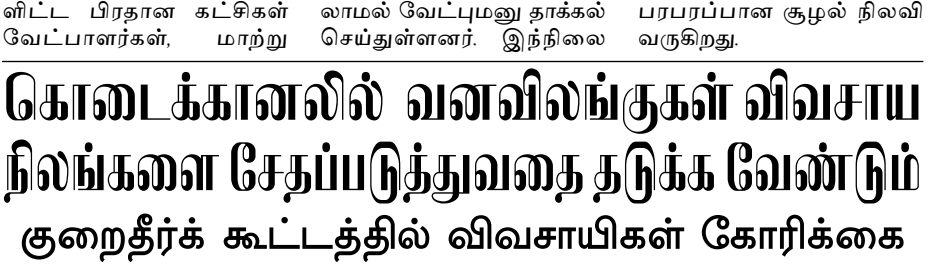 ளிட்ட பிரதான கட்சிகள்
வேட்பாளர்கள், மாற்று
லாமல் வேட்புமனு தாக்கல்
செய்துள்ளனர். இந்நிலை
பரபரப்பான சூழல் நிலவி
வருகிறது.
கொடைக்கானலில் வனவிலங்குகள் விவசாய
நிலங்களை சேதப்படுத்துவதை தடுக்க வேண்டும்
குறைதீர்க் கூட்டத்தில் விவசாயிகள் கோரிக்கை